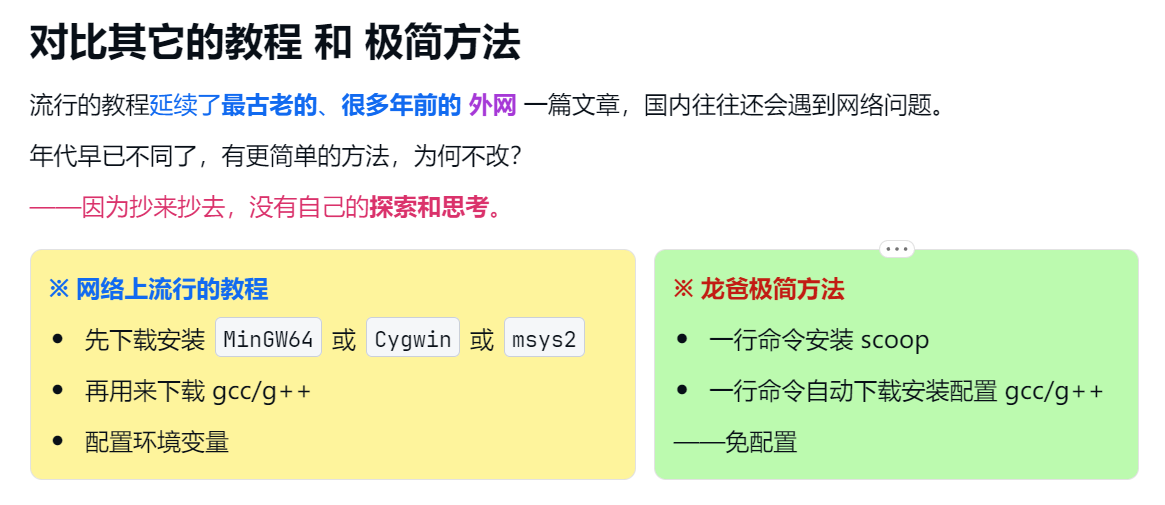 对比其它的教程 和 极简方法
流行的教程延续了最古老的、很多年前的 外网 一篇文章，国内往往还会遇到网络问题。
年代早已不同了，有更简单的方法，为何不改？
——因为抄来抄去，没有自己的探索和思考。
※ 网络上流行的教程
• 先下载安装 MinGW64 或 Cygwin 或 msys2
• 再用来下载 gcc/g++
• 配置环境变量
※ 龙爸极简方法
• 一行命令安装 scoop
• 一行命令自动下载安装配置 gcc/g++
——免配置